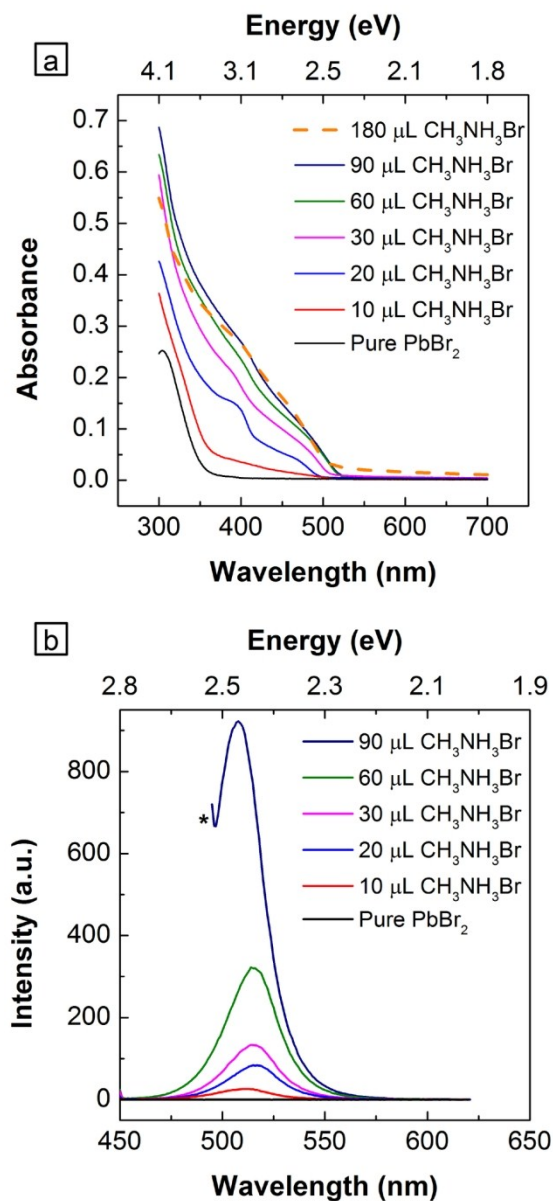 a
Energy (eV)
4.1 3.1 2.5 2.1 1.8
Absorbance
0.7
0.6
0.5
0.4
0.3
0.2
0.1
0.0
180 μL CH₃NH₃Br
90 μL CH₃NH₃Br
60 μL CH₃NH₃Br
30 μL CH₃NH₃Br
20 μL CH₃NH₃Br
10 μL CH₃NH₃Br
Pure PbBr₂
300 400 500 600 700
Wavelength (nm)
b
Energy (eV)
2.8 2.5 2.3 2.1 1.9
Intensity (a.u.)
800
600
400
200
0
*
90 μL CH₃NH₃Br
60 μL CH₃NH₃Br
30 μL CH₃NH₃Br
20 μL CH₃NH₃Br
10 μL CH₃NH₃Br
Pure PbBr₂
450 500 550 600 650
Wavelength (nm)